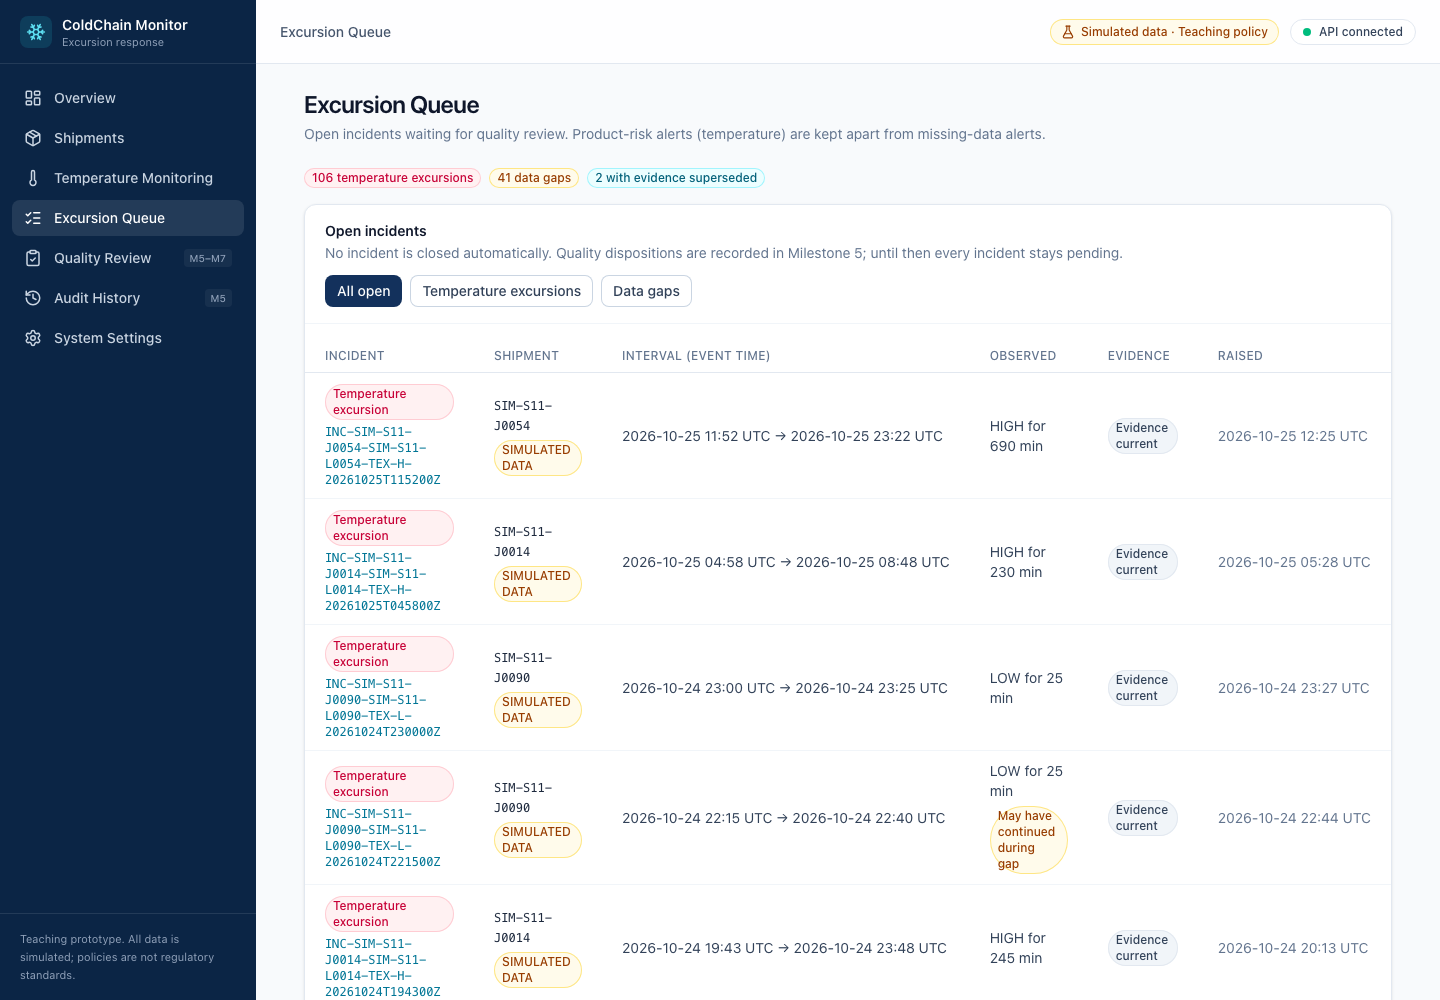 ColdChain Monitor
Excursion response
Overview
Shipments
Temperature Monitoring
Excursion Queue
Quality Review M5–M7
Audit History M5
System Settings
Teaching prototype. All data is
simulated; policies are not regulatory
standards.
Excursion Queue
Simulated data · Teaching policy
API connected
Excursion Queue
Open incidents waiting for quality review. Product-risk alerts (temperature) are kept apart from missing-data alerts.
106 temperature excursions
41 data gaps
2 with evidence superseded
Open incidents
No incident is closed automatically. Quality dispositions are recorded in Milestone 5; until then every incident stays pending.
All open
Temperature excursions
Data gaps
INCIDENT SHIPMENT INTERVAL (EVENT TIME) OBSERVED EVIDENCE RAISED
Temperature
excursion
INC-SIM-S11-
J0054-SIM-S11-
L0054-TEX-H-
20261025T115200Z
SIM-S11-
J0054
SIMULATED
DATA
2026-10-25 11:52 UTC → 2026-10-25 23:22 UTC
HIGH for
690 min
Evidence
current
2026-10-25 12:25 UTC
Temperature
excursion
INC-SIM-S11-
J0014-SIM-S11-
L0014-TEX-H-
20261025T045800Z
SIM-S11-
J0014
SIMULATED
DATA
2026-10-25 04:58 UTC → 2026-10-25 08:48 UTC
HIGH for
230 min
Evidence
current
2026-10-25 05:28 UTC
Temperature
excursion
INC-SIM-S11-
J0090-SIM-S11-
L0090-TEX-L-
20261024T230000Z
SIM-S11-
J0090
SIMULATED
DATA
2026-10-24 23:00 UTC → 2026-10-24 23:25 UTC
LOW for 25
min
Evidence
current
2026-10-24 23:27 UTC
Temperature
excursion
INC-SIM-S11-
J0090-SIM-S11-
L0090-TEX-L-
20261024T221500Z
SIM-S11-
J0090
SIMULATED
DATA
2026-10-24 22:15 UTC → 2026-10-24 22:40 UTC
LOW for 25
min
May have
continued
during
gap
Evidence
current
2026-10-24 22:44 UTC
Temperature
excursion
INC-SIM-S11-
J0014-SIM-S11-
L0014-TEX-H-
20261024T194300Z
SIM-S11-
J0014
SIMULATED
DATA
2026-10-24 19:43 UTC → 2026-10-24 23:48 UTC
HIGH for
245 min
Evidence
current
2026-10-24 20:13 UTC